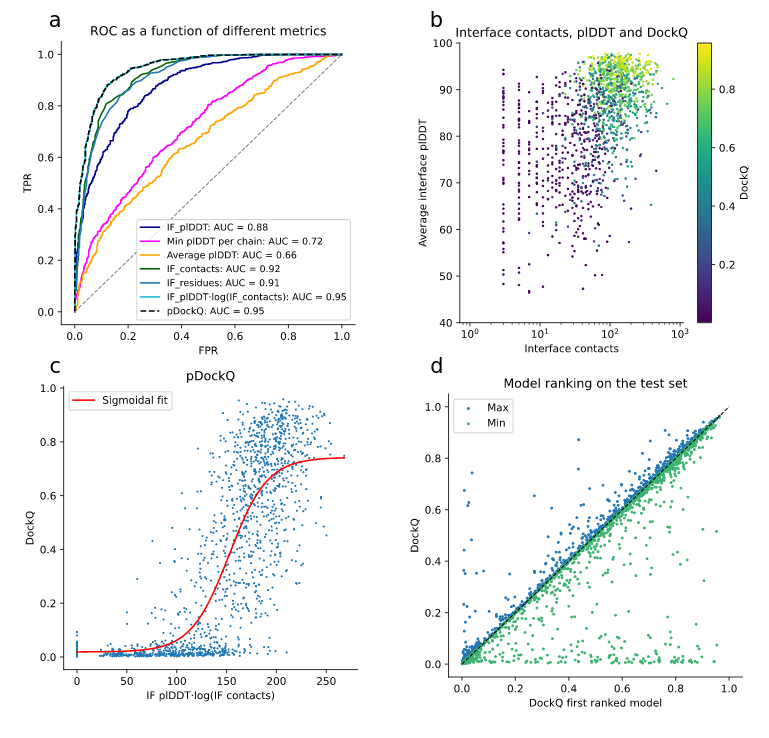 a
ROC as a function of different metrics
TPR
1.0
0.8
0.6
0.4
0.2
0.0
IF_plDDT: AUC = 0.88
Min plDDT per chain: AUC = 0.72
Average plDDT: AUC = 0.66
IF_contacts: AUC = 0.92
IF_residues: AUC = 0.91
IF_plDDT·log(IF_contacts): AUC = 0.95
pDockQ: AUC = 0.95
0.0 0.2 0.4 0.6 0.8 1.0
FPR
b
Interface contacts, plDDT and DockQ
Average interface plDDT
100
90
80
70
60
50
40
10⁰ 10¹ 10² 10³
Interface contacts
0.8
0.6
0.4
0.2
DockQ
c
pDockQ
Sigmoidal fit
DockQ
1.0
0.8
0.6
0.4
0.2
0.0
0 50 100 150 200 250
IF plDDT·log(IF contacts)
d
Model ranking on the test set
Max
Min
DockQ
1.0
0.8
0.6
0.4
0.2
0.0
0.0 0.2 0.4 0.6 0.8 1.0
DockQ first ranked model